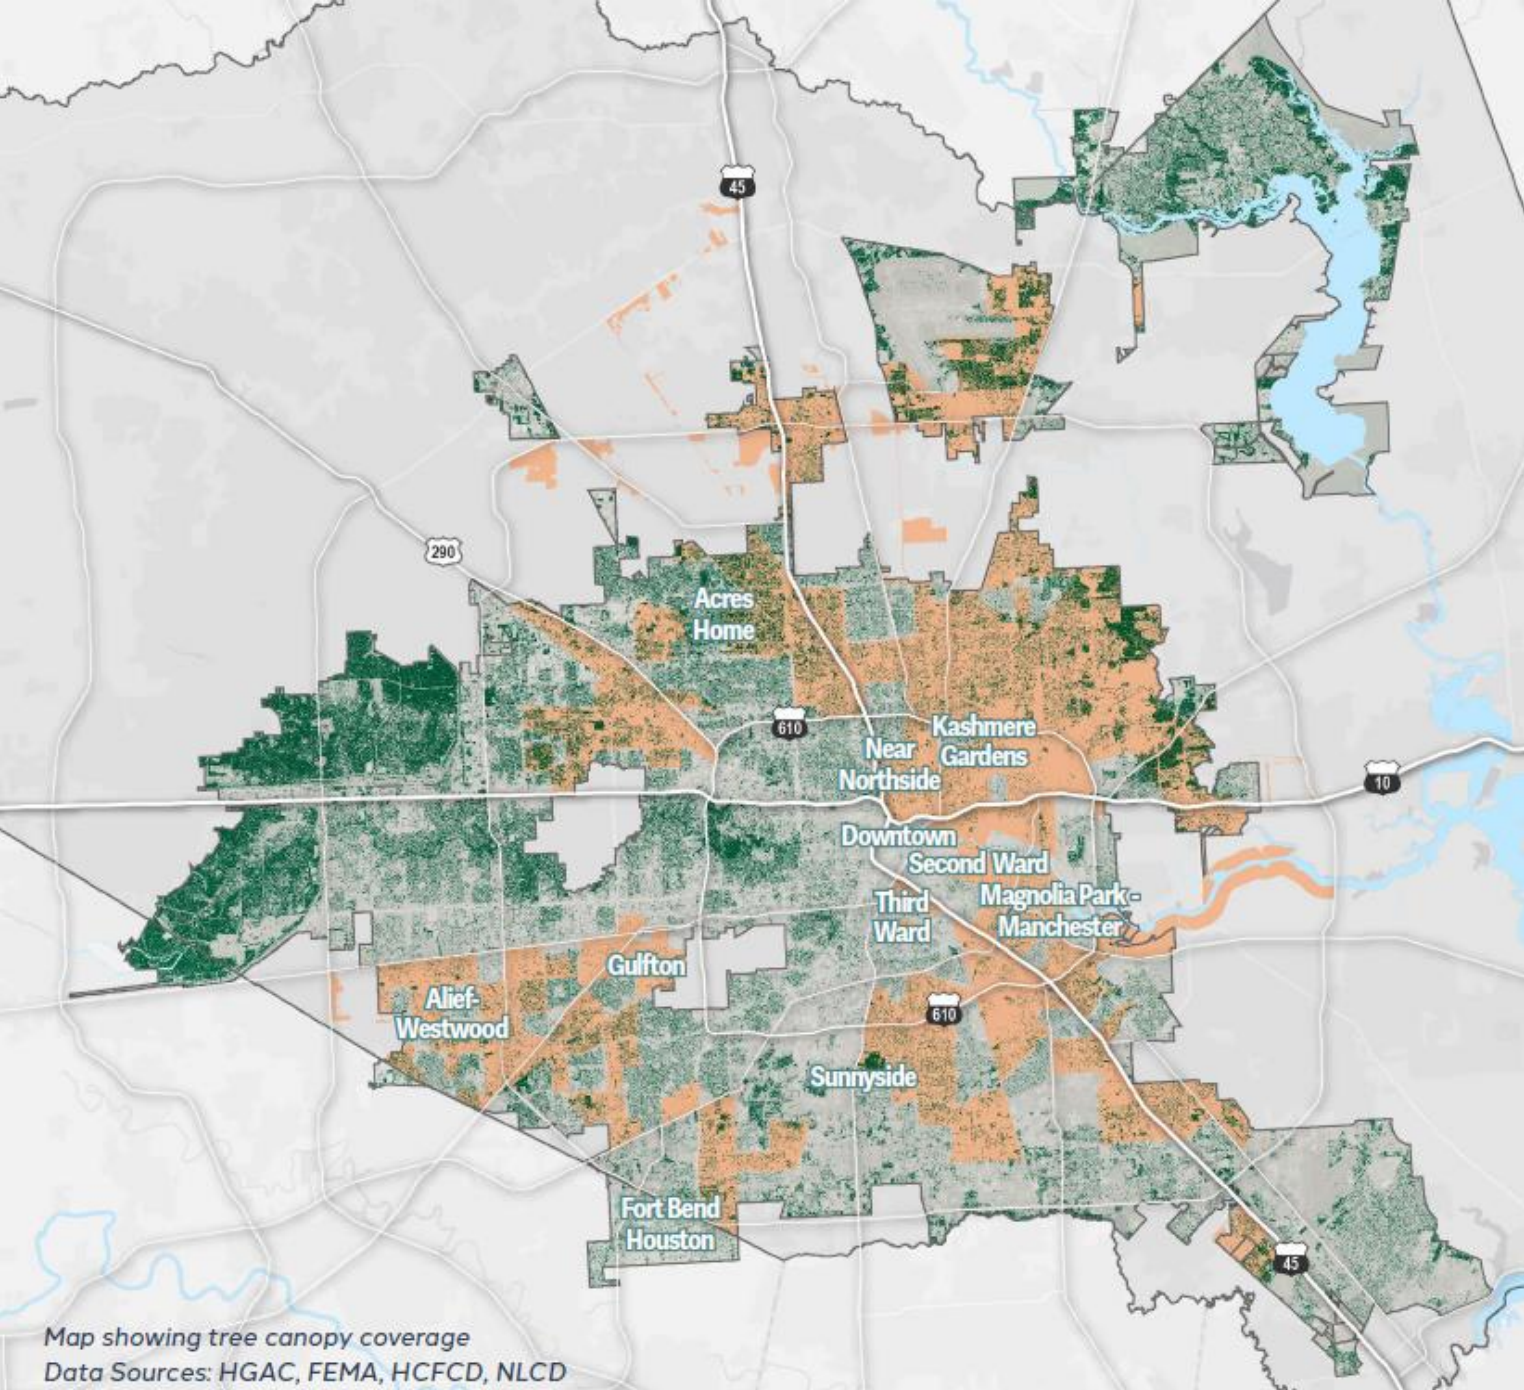 45
290
Acres
Home
610
Kashmere
Gardens
Near
Northside
10
Downtown
Second Ward
Third
Ward
Magnolia Park -
Manchester
Gulfton
Alief-
Westwood
610
Sunnyside
Fort Bend
Houston
45
Map showing tree canopy coverage
Data Sources: HGAC, FEMA, HCFCD, NLCD